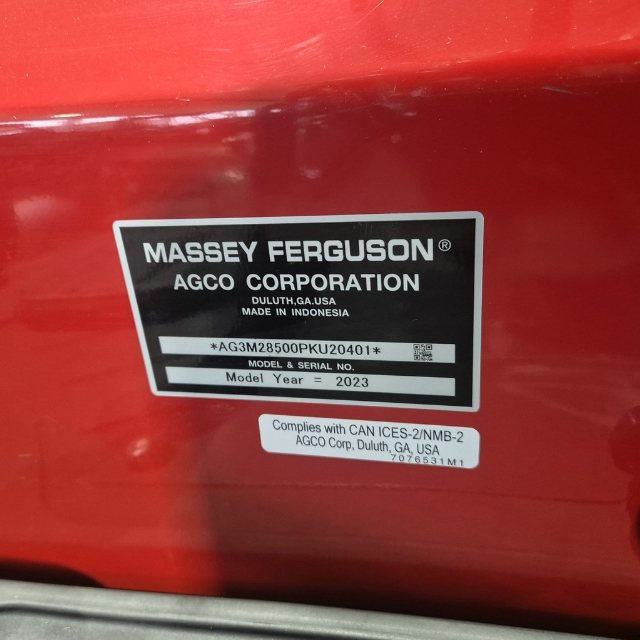 MASSEY FERGUSON®
AGCO CORPORATION
DULUTH,GA.USA
MADE IN INDONESIA
*AG3M28500PKU20401*
MODEL & SERIAL NO.
Model Year = 2023
Complies with CAN ICES-2/NMB-2
AGCO Corp, Duluth, GA, USA
7076531M1